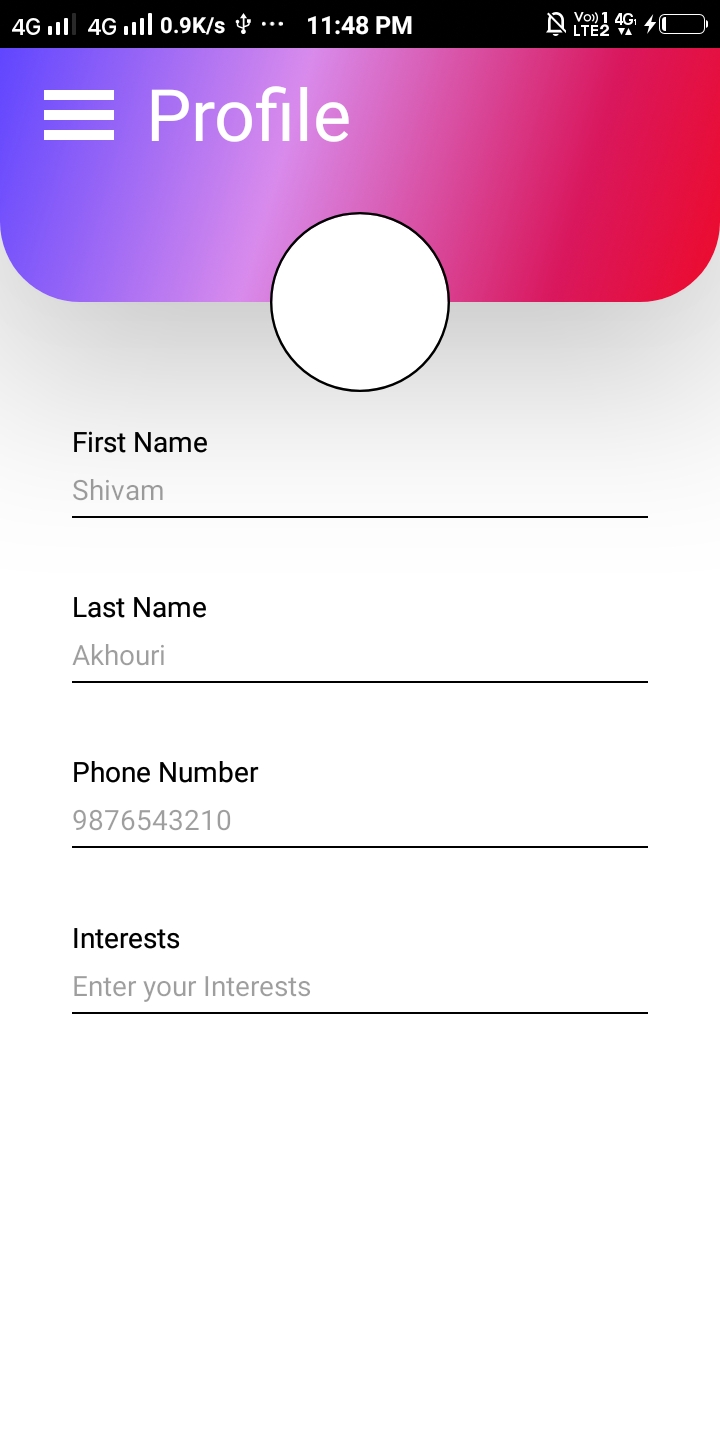 4G 4G 0.9K/s ... 11:48 PM Vo)) 1 LTE2 4G
Profile
First Name
Shivam
Last Name
Akhouri
Phone Number
9876543210
Interests
Enter your Interests